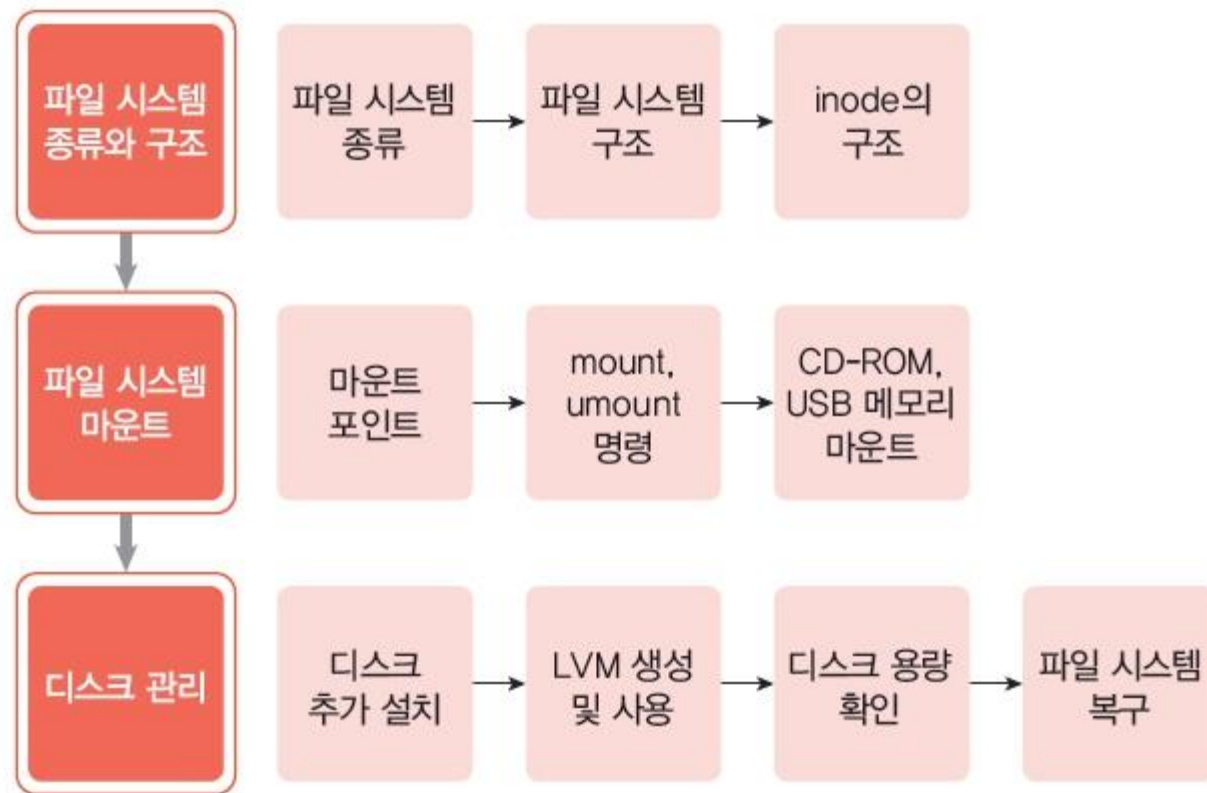 파일 시스템
종류와 구조
파일 시스템
종류
파일 시스템
구조
inode의
구조
파일 시스템
마운트
마운트
포인트
mount,
umount
명령
CD-ROM,
USB 메모리
마운트
디스크 관리
디스크
추가 설치
LVM 생성
및 사용
디스크 용량
확인
파일 시스템
복구